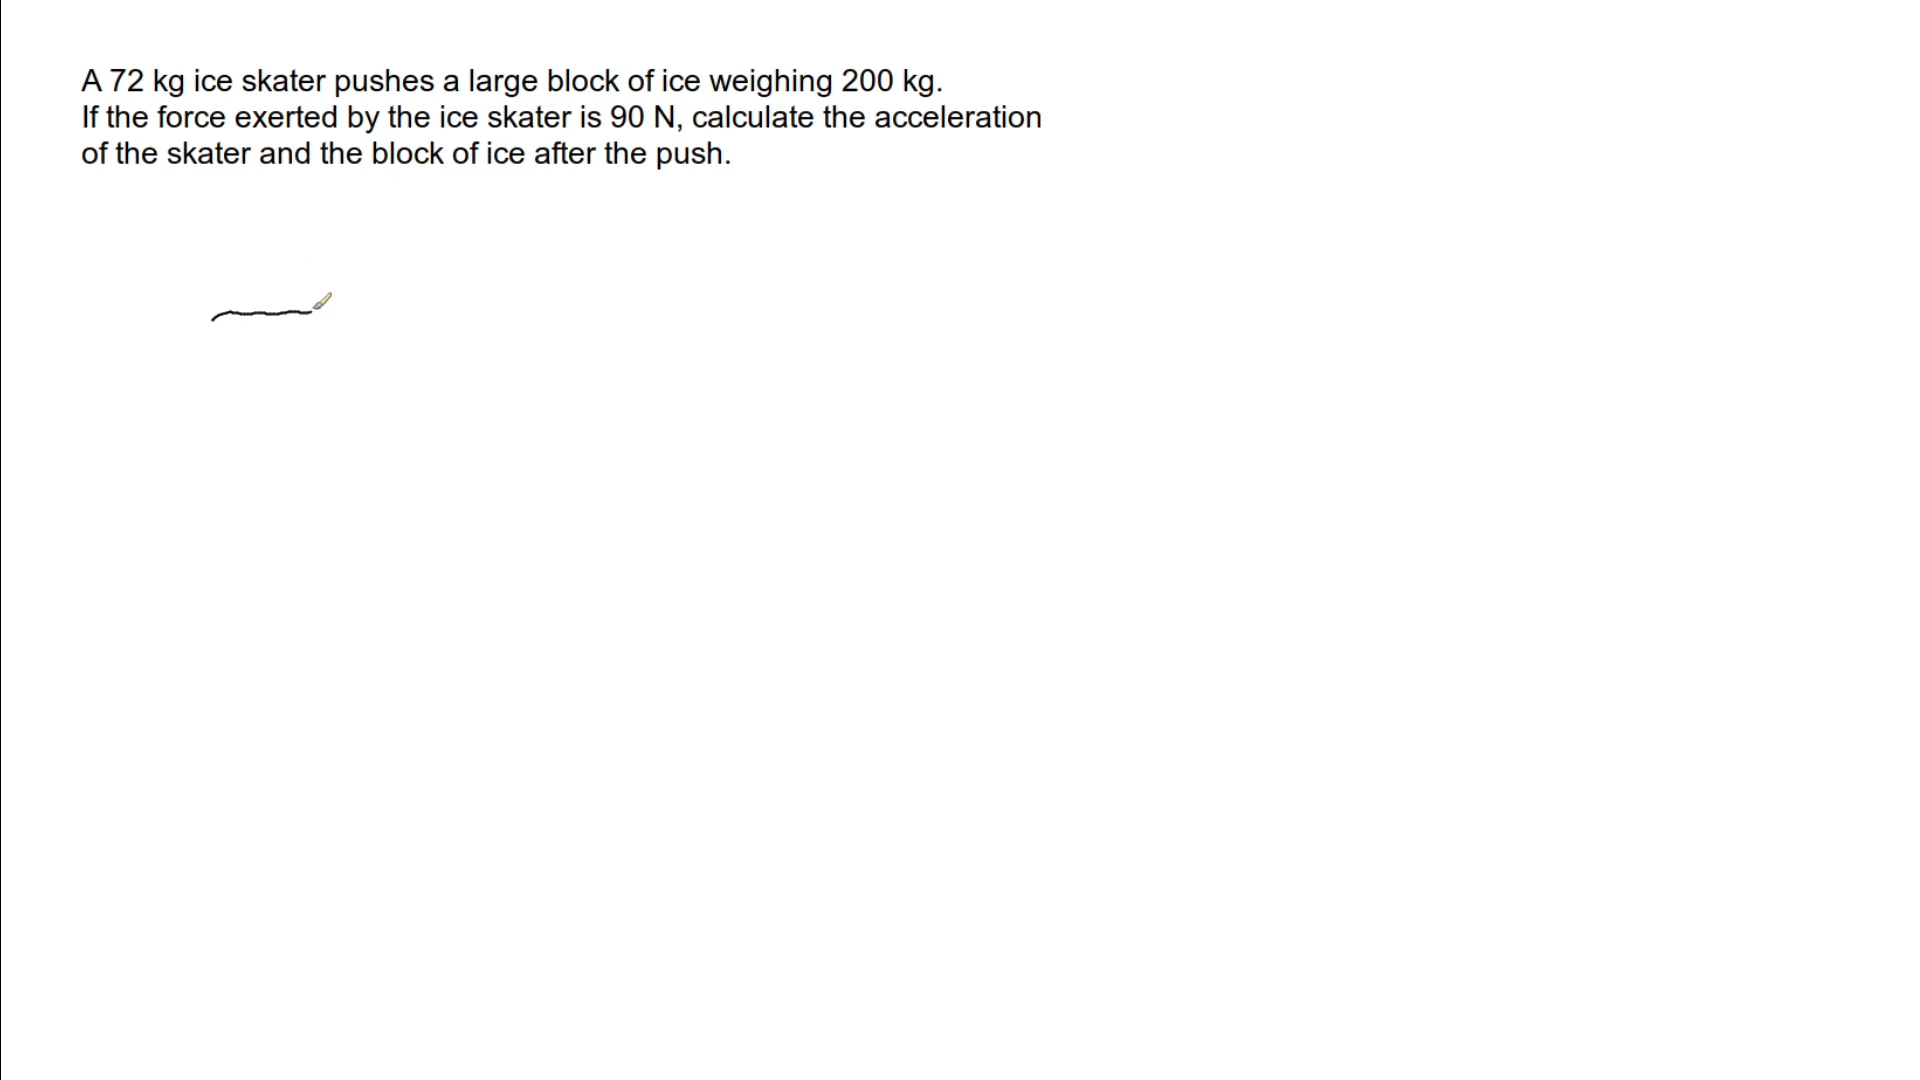 A 72 kg ice skater pushes a large block of ice weighing 200 kg.
If the force exerted by the ice skater is 90 N, calculate the acceleration
of the skater and the block of ice after the push.